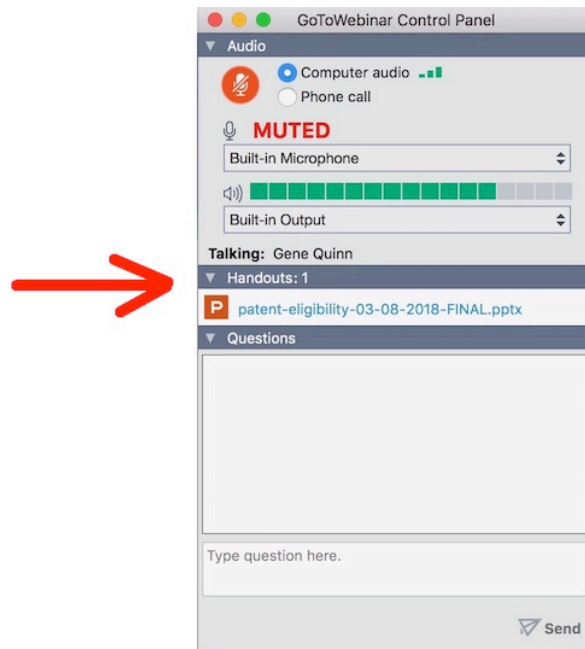 GoToWebinar Control Panel
Audio
Computer audio
Phone call
MUTED
Built-in Microphone
Built-in Output
Talking: Gene Quinn
Handouts: 1
P patent-eligibility-03-08-2018-FINAL.pptx
Questions
Type question here.
Send